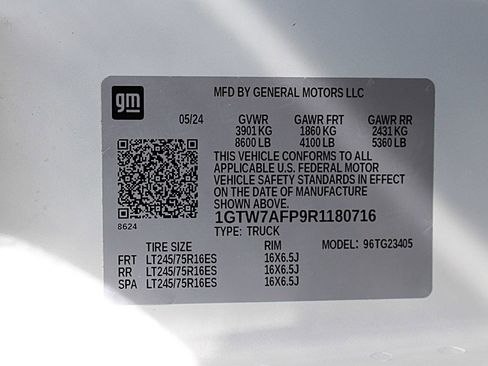 gm
MFD BY GENERAL MOTORS LLC
05/24 GVWR GAWR FRT GAWR RR
3901 KG 1860 KG 2431 KG
8600 LB 4100 LB 5360 LB
THIS VEHICLE CONFORMS TO ALL
APPLICABLE U.S. FEDERAL MOTOR
VEHICLE SAFETY STANDARDS IN EFFECT
ON THE DATE OF MANUFACTURE
SHOWN ABOVE.
1GTW7AFP9R1180716
8624
TYPE: TRUCK
TIRE SIZE RIM MODEL: 96TG23405
FRT LT245/75R16ES 16X6.5J
RR LT245/75R16ES 16X6.5J
SPA LT245/75R16ES 16X6.5J